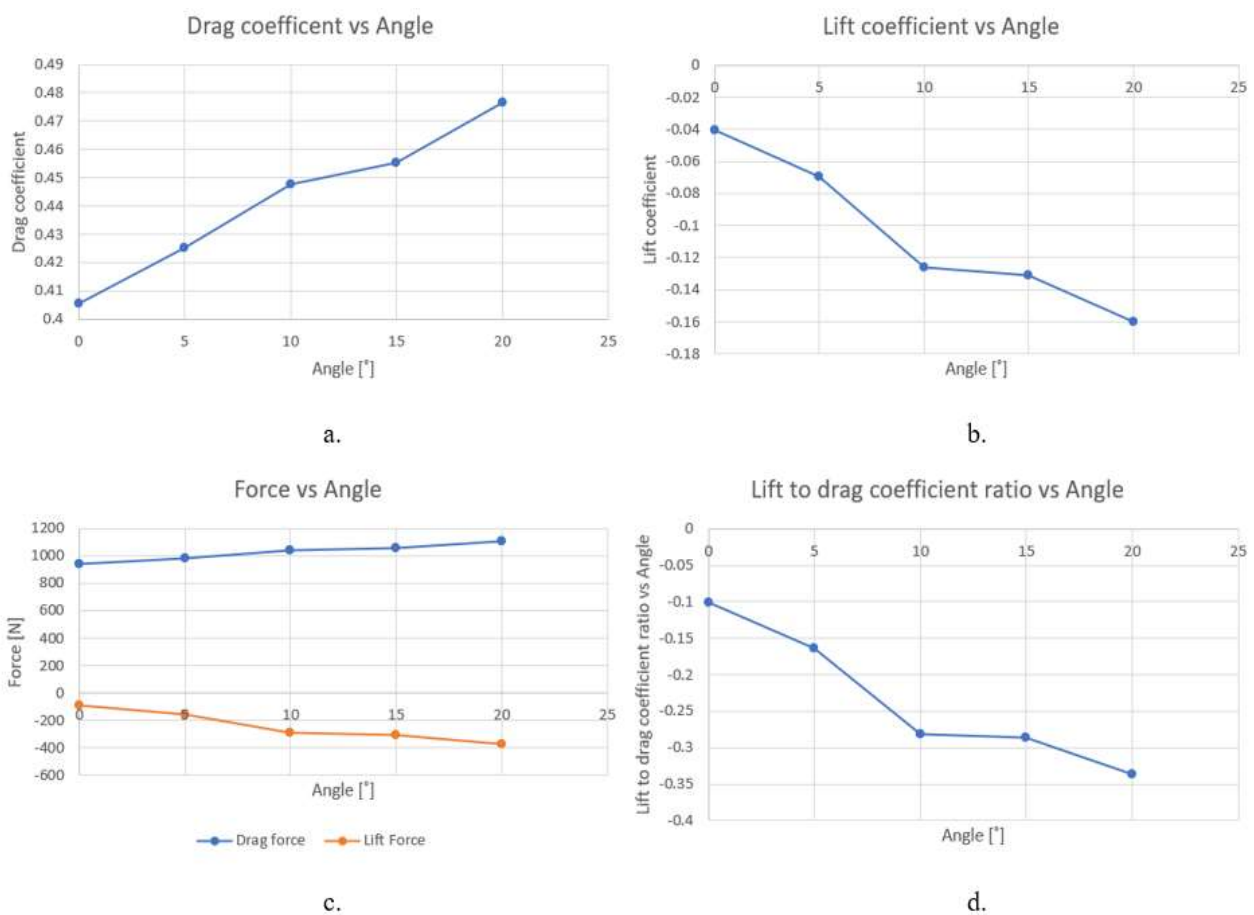 Drag coefficent vs Angle
0.49
0.48
0.47
0.46
0.45
0.44
0.43
0.42
0.41
0.4
Drag coefficient
0 5 10 15 20 25
Angle [°]
a.
Lift coefficient vs Angle
0
0 5 10 15 20 25
-0.02
-0.04
-0.06
-0.08
-0.1
-0.12
-0.14
-0.16
-0.18
Lift coefficient
Angle [°]
b.
Force vs Angle
1200
1000
800
600
400
200
0
-200
-400
-600
Force [N]
0 5 10 15 20 25
Angle [°]
Drag force Lift Force
c.
Lift to drag coefficient ratio vs Angle
0
0 5 10 15 20 25
-0.05
-0.1
-0.15
-0.2
-0.25
-0.3
-0.35
-0.4
Lift to drag coefficient ratio vs Angle
Angle [°]
d.